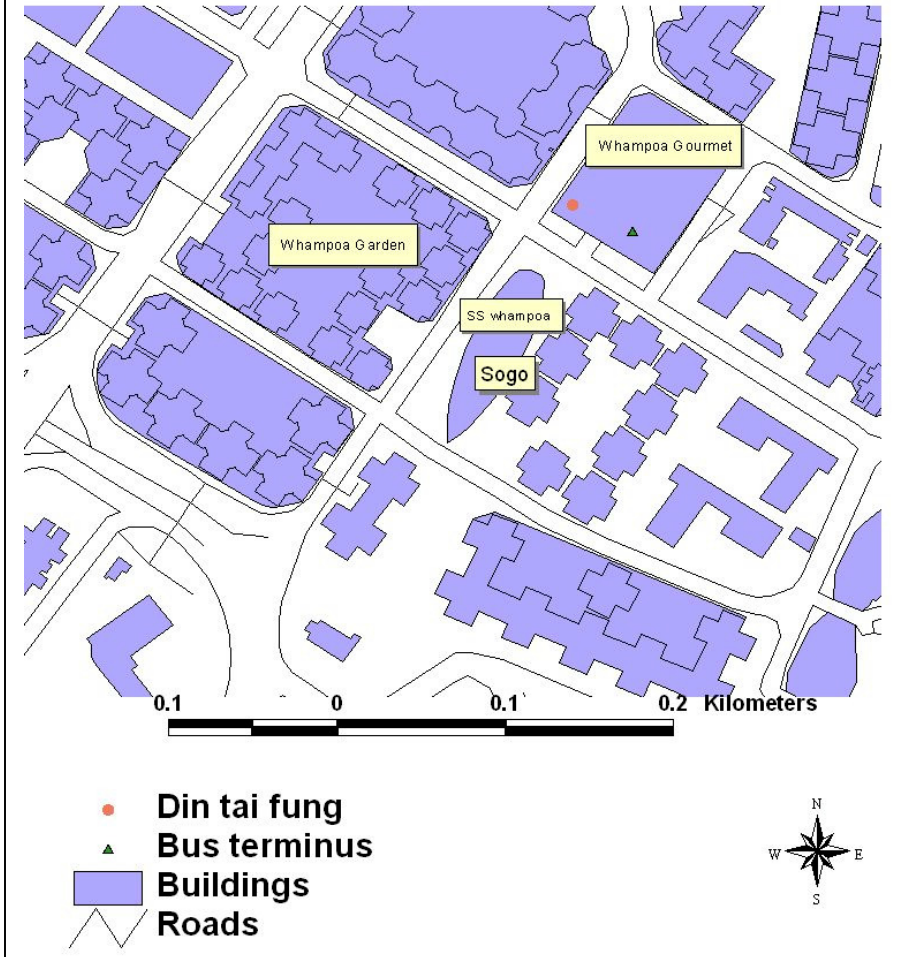 Whampoa Gourmet
Whampoa Garden
SS whampoa
Sogo
0.1 0 0.1 0.2 Kilometers
Din tai fung
Bus terminus
Buildings
Roads
N
W E
S